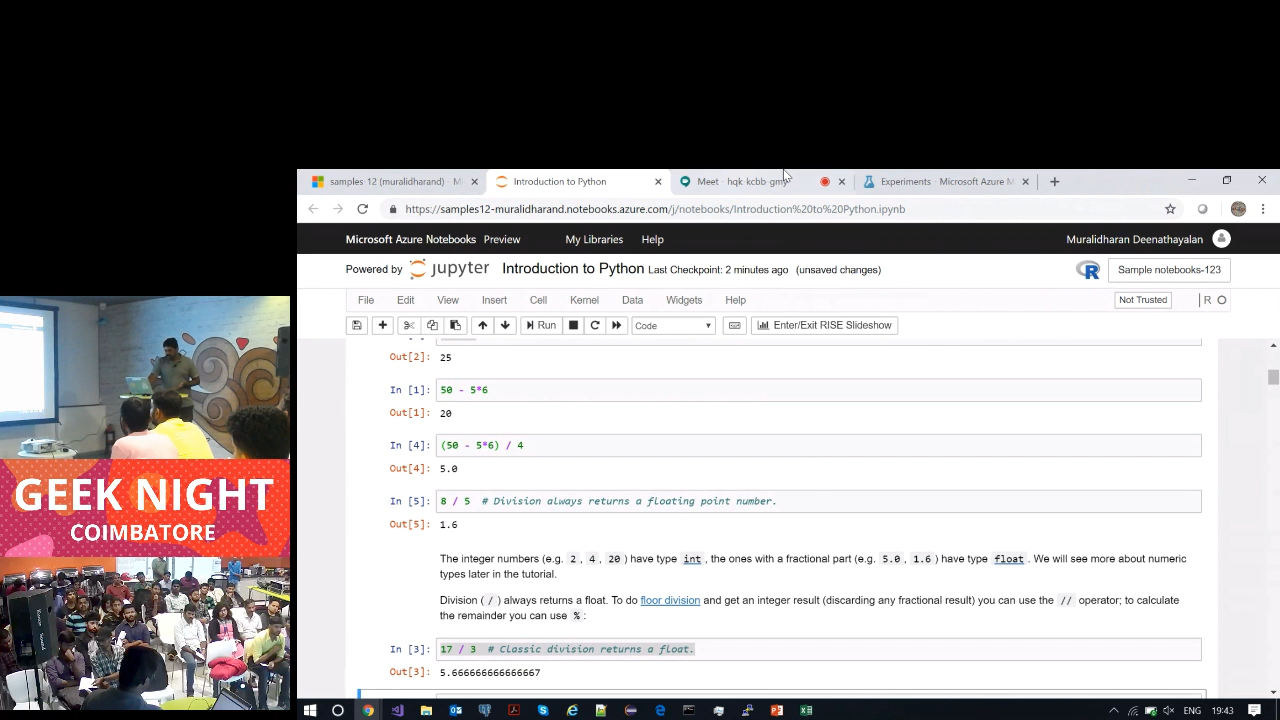 samples-12 (muralidharand) - Mi
Introduction to Python
Meet - hqk-kcbb-gmy
Experiments - Microsoft Azure M
https://samples12-muralidharand.notebooks.azure.com/j/notebooks/Introduction%20to%20Python.ipynb
Microsoft Azure Notebooks Preview My Libraries Help Muralidharan Deenathayalan
Powered by jupyter Introduction to Python Last Checkpoint: 2 minutes ago (unsaved changes) R Sample notebooks-123
File Edit View Insert Cell Kernel Data Widgets Help Not Trusted R
Run Code Enter/Exit RISE Slideshow
Out[2]: 25
In [1]: 50 - 5*6
Out[1]: 20
In [4]: (50 - 5*6) / 4
Out[4]: 5.0
In [5]: 8 / 5 # Division always returns a floating point number.
Out[5]: 1.6
The integer numbers (e.g. 2 , 4 , 20 ) have type int , the ones with a fractional part (e.g. 5.0 , 1.6 ) have type float . We will see more about numeric
types later in the tutorial.
Division ( / ) always returns a float. To do floor division and get an integer result (discarding any fractional result) you can use the // operator; to calculate
the remainder you can use % :
In [3]: 17 / 3 # Classic division returns a float.
Out[3]: 5.666666666666667
GEEK NIGHT
COIMBATORE
ENG 19:43